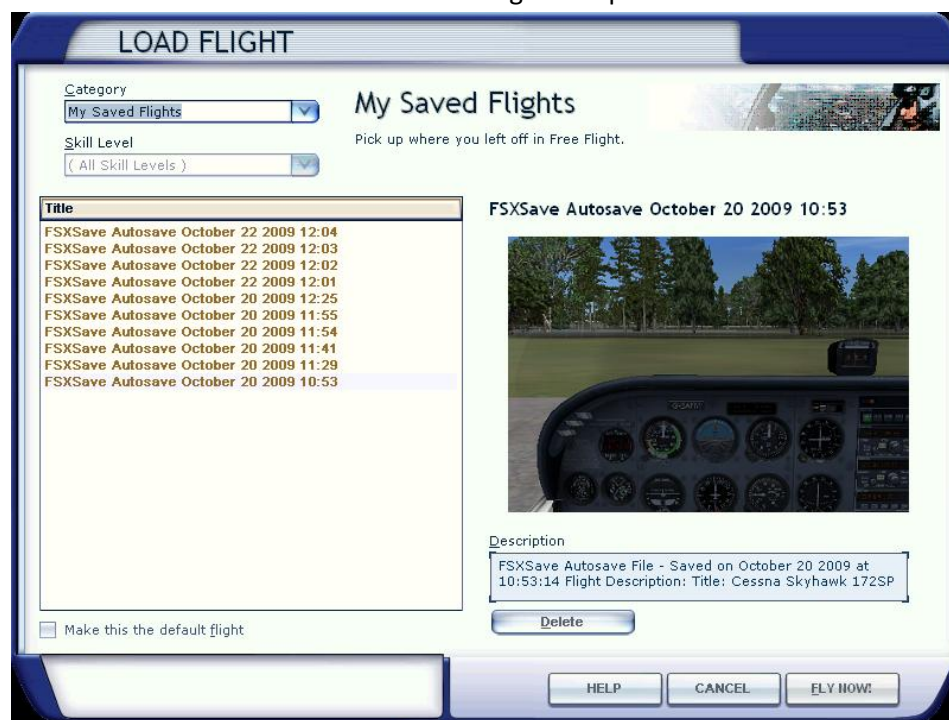 LOAD FLIGHT
Category
My Saved Flights
Skill Level
( All Skill Levels )
My Saved Flights
Pick up where you left off in Free Flight.
Title
FSXSave Autosave October 22 2009 12:04
FSXSave Autosave October 22 2009 12:03
FSXSave Autosave October 22 2009 12:02
FSXSave Autosave October 22 2009 12:01
FSXSave Autosave October 20 2009 12:25
FSXSave Autosave October 20 2009 11:55
FSXSave Autosave October 20 2009 11:54
FSXSave Autosave October 20 2009 11:41
FSXSave Autosave October 20 2009 11:29
FSXSave Autosave October 20 2009 10:53
Make this the default flight
FSXSave Autosave October 20 2009 10:53
Description
FSXSave Autosave File - Saved on October 20 2009 at
10:53:14 Flight Description: Title: Cessna Skyhawk 172SP
Delete
HELP
CANCEL
FLY NOW!